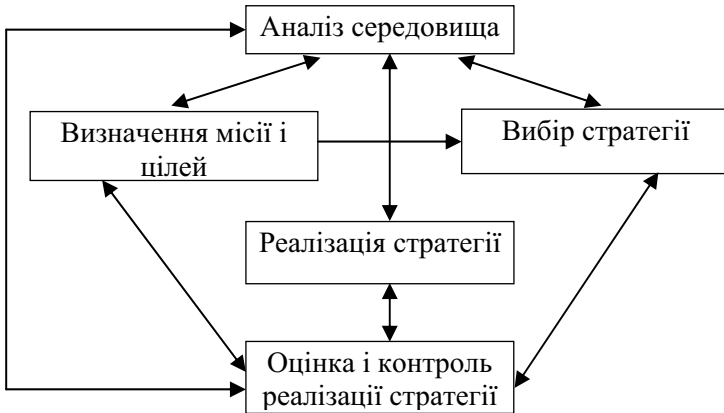 Аналіз середовища
Визначення місії і
цілей
Вибір стратегії
Реалізація стратегії
Оцінка і контроль
реалізації стратегії